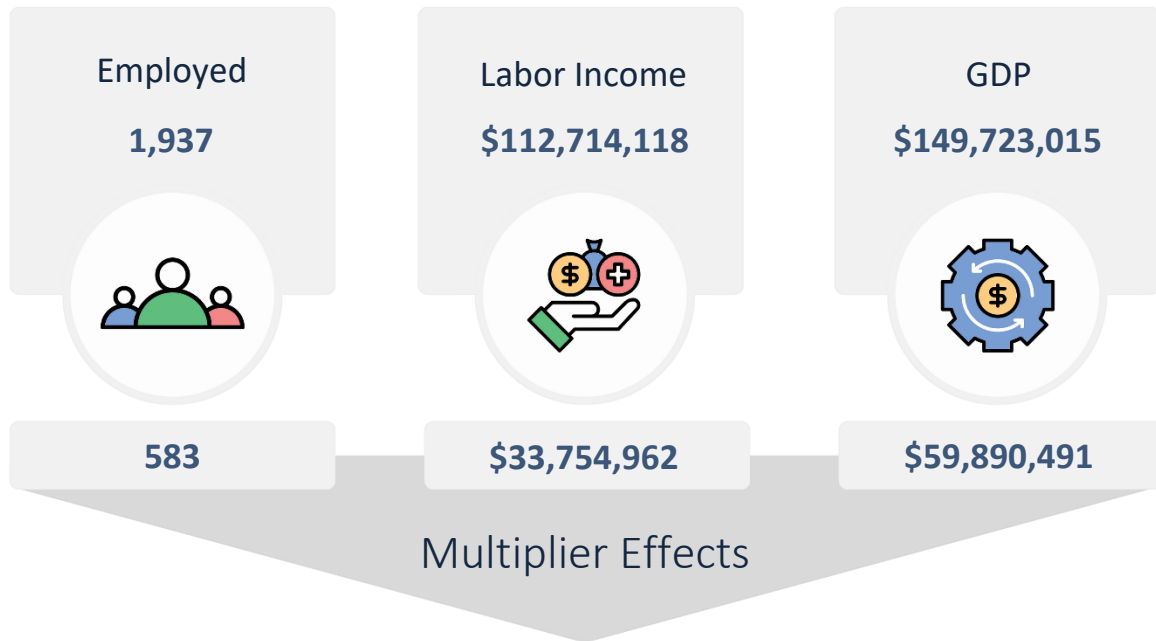 Employed
1,937
Labor Income
$112,714,118
GDP
$149,723,015
$
$
583
$33,754,962
$59,890,491
Multiplier Effects